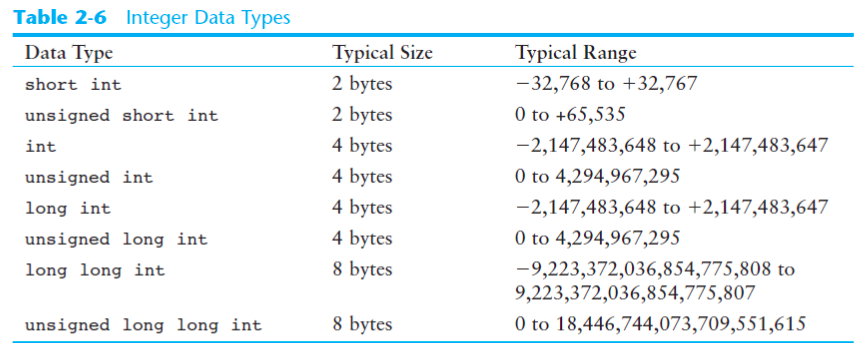 Table 2-6 Integer Data Types
Data Type Typical Size Typical Range
short int 2 bytes −32,768 to +32,767
unsigned short int 2 bytes 0 to +65,535
int 4 bytes −2,147,483,648 to +2,147,483,647
unsigned int 4 bytes 0 to 4,294,967,295
long int 4 bytes −2,147,483,648 to +2,147,483,647
unsigned long int 4 bytes 0 to 4,294,967,295
long long int 8 bytes −9,223,372,036,854,775,808 to
9,223,372,036,854,775,807
unsigned long long int 8 bytes 0 to 18,446,744,073,709,551,615